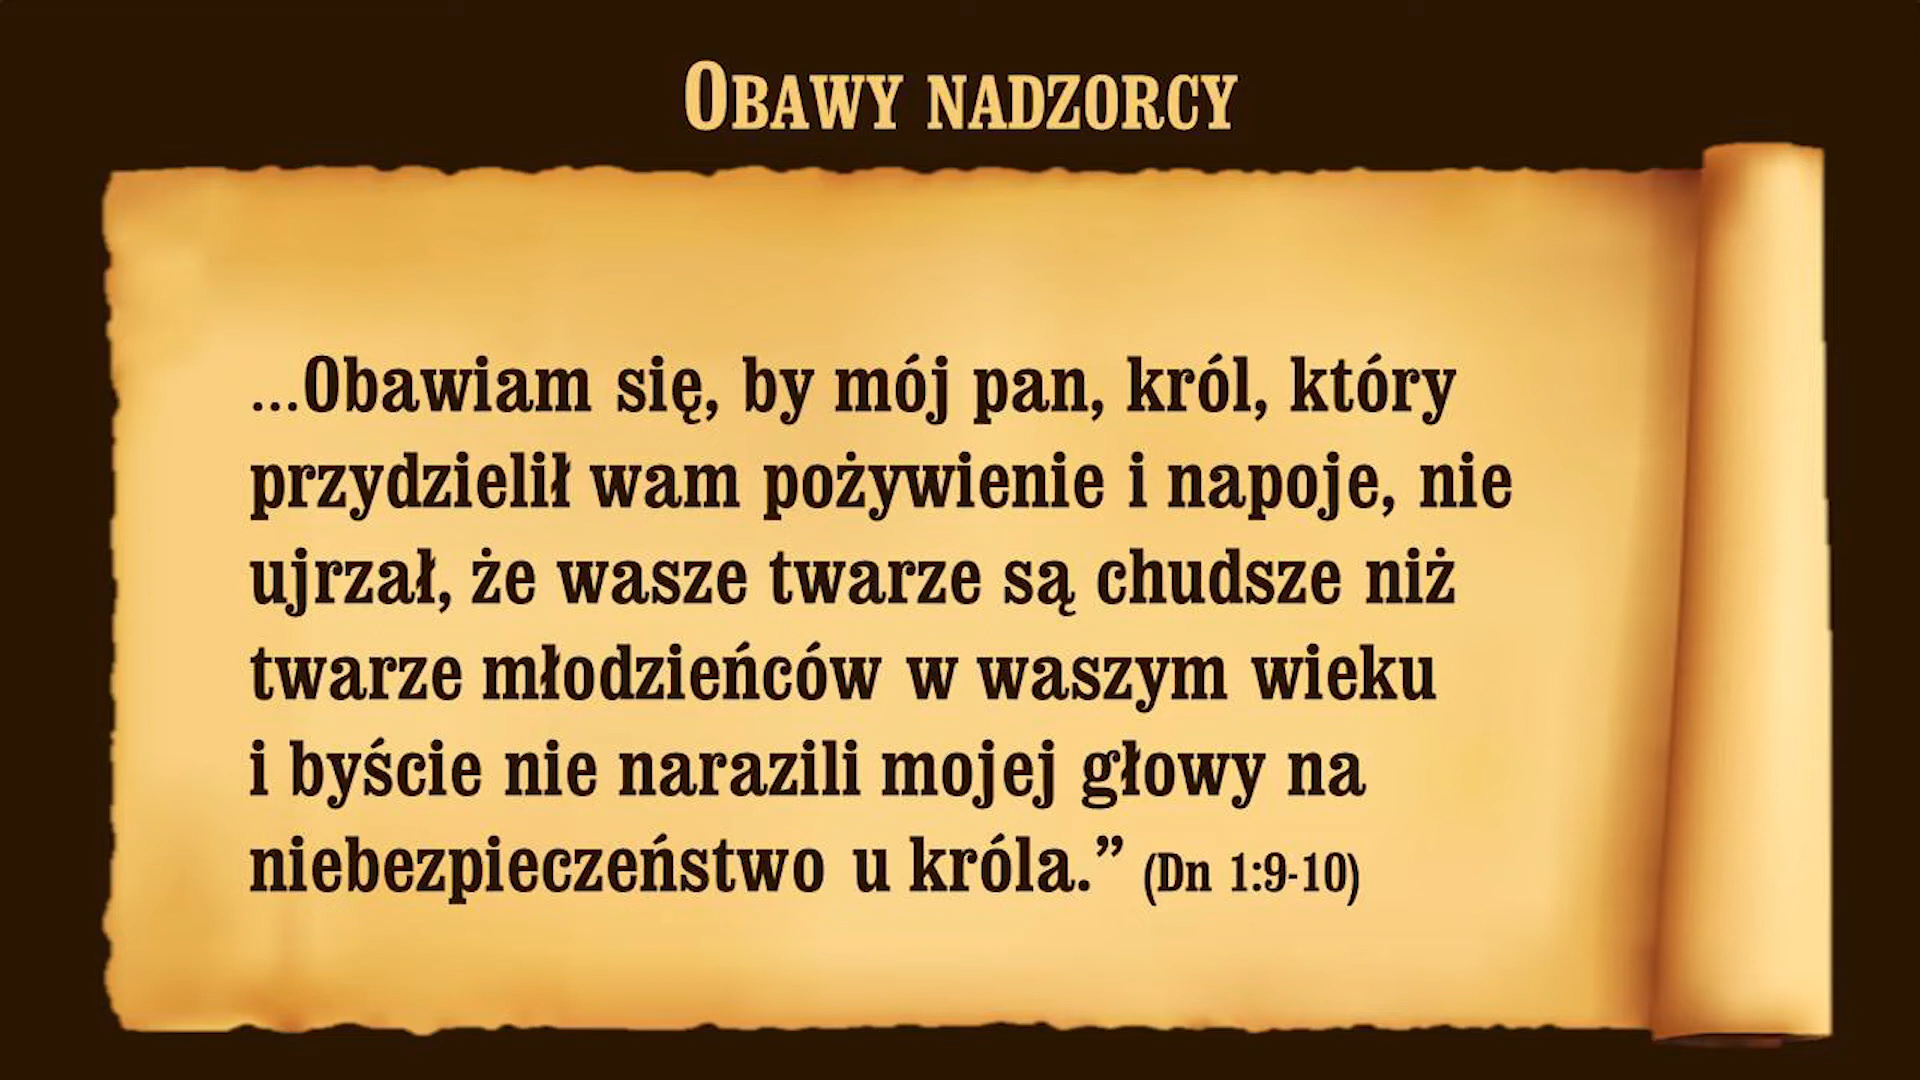 Obawy nadzorcy
...Obawiam się, by mój pan, król, który
przydzielił wam pożywienie i napoje, nie
ujrzał, że wasze twarze są chudsze niż
twarze młodzieńców w waszym wieku
i byście nie narazili mojej głowy na
niebezpieczeństwo u króla.” (Dn 1:9-10)